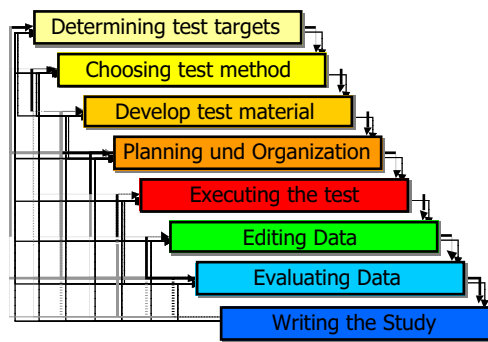 Determining test targets
Choosing test method
Develop test material
Planning und Organization
Executing the test
Editing Data
Evaluating Data
Writing the Study